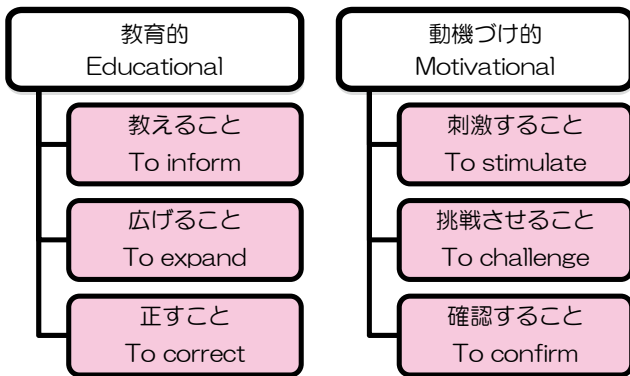 教育的
Educational
教えること
To inform
広げること
To expand
正すこと
To correct
動機づけ的
Motivational
刺激すること
To stimulate
挑戦させること
To challenge
確認すること
To confirm